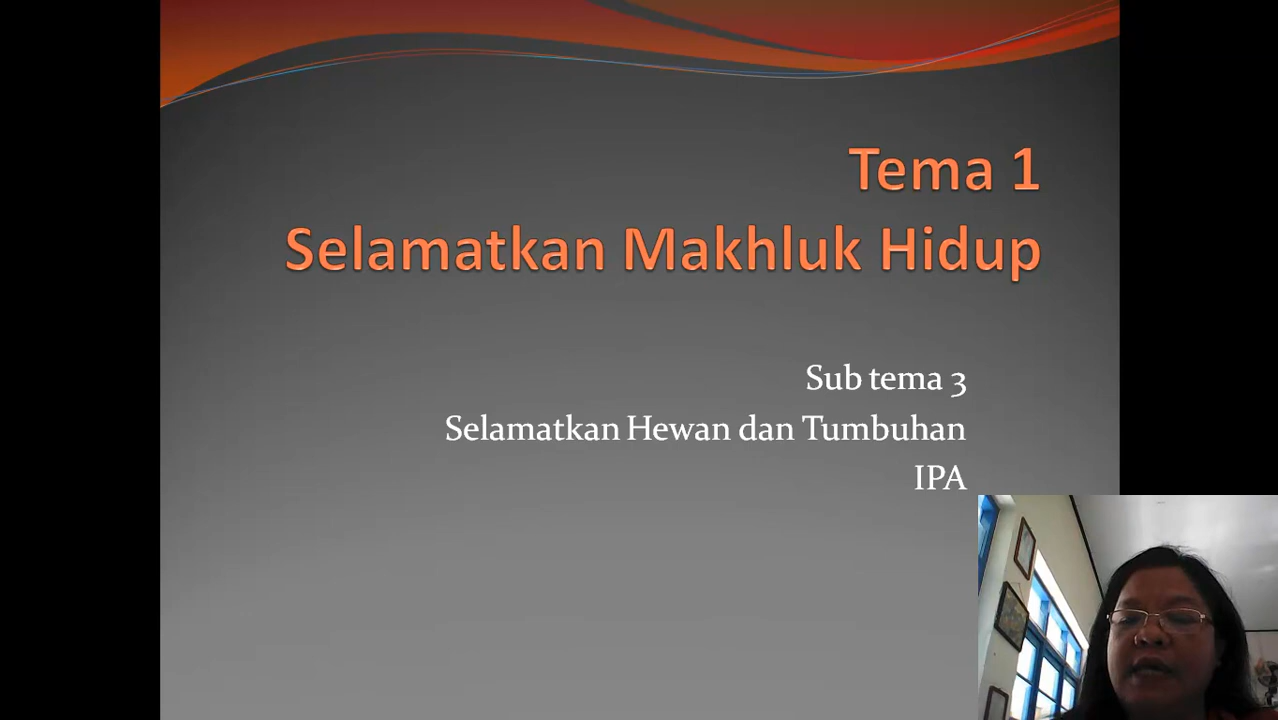 Tema 1
Selamatkan Makhluk Hidup
Sub tema 3
Selamatkan Hewan dan Tumbuhan
IPA